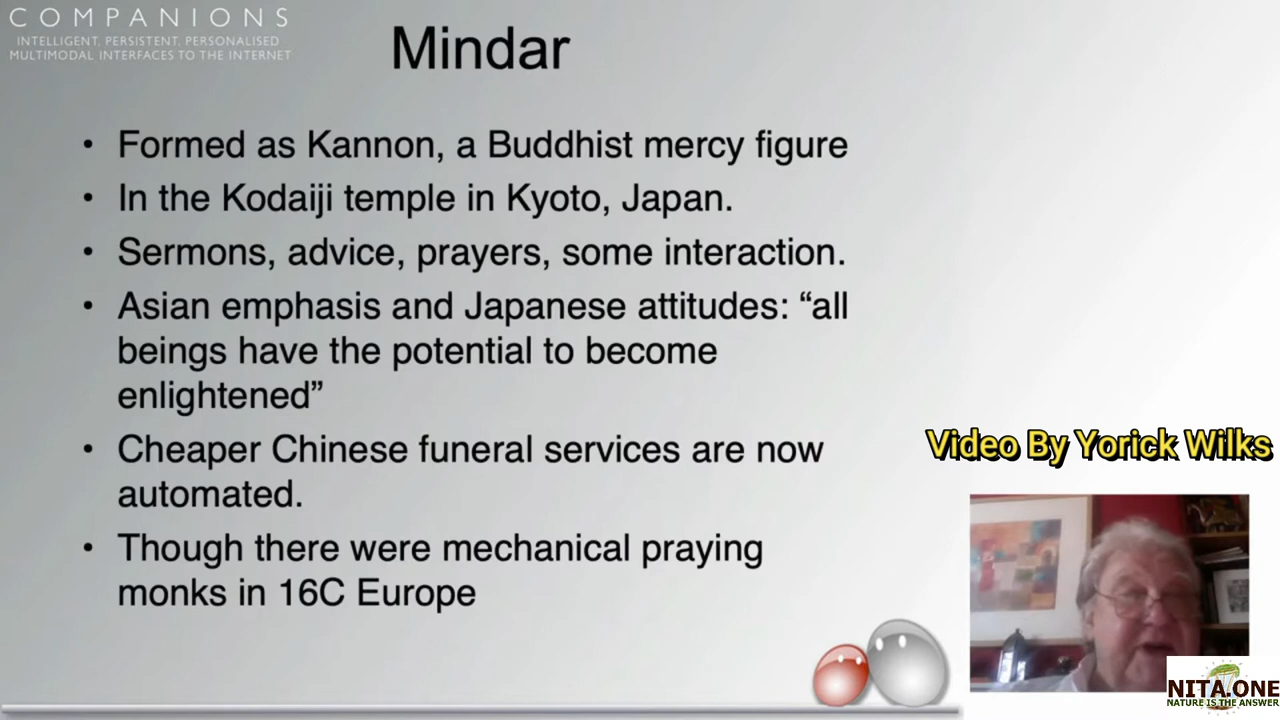 COMPANIONS
INTELLIGENT, PERSISTENT, PERSONALISED
MULTIMODAL INTERFACES TO THE INTERNET
Mindar
• Formed as Kannon, a Buddhist mercy figure
• In the Kodaiji temple in Kyoto, Japan.
• Sermons, advice, prayers, some interaction.
• Asian emphasis and Japanese attitudes: “all
beings have the potential to become
enlightened”
• Cheaper Chinese funeral services are now
automated.
• Though there were mechanical praying
monks in 16C Europe
Video By Yorick Wilks
NITA.ONE
NATURE IS THE ANSWER